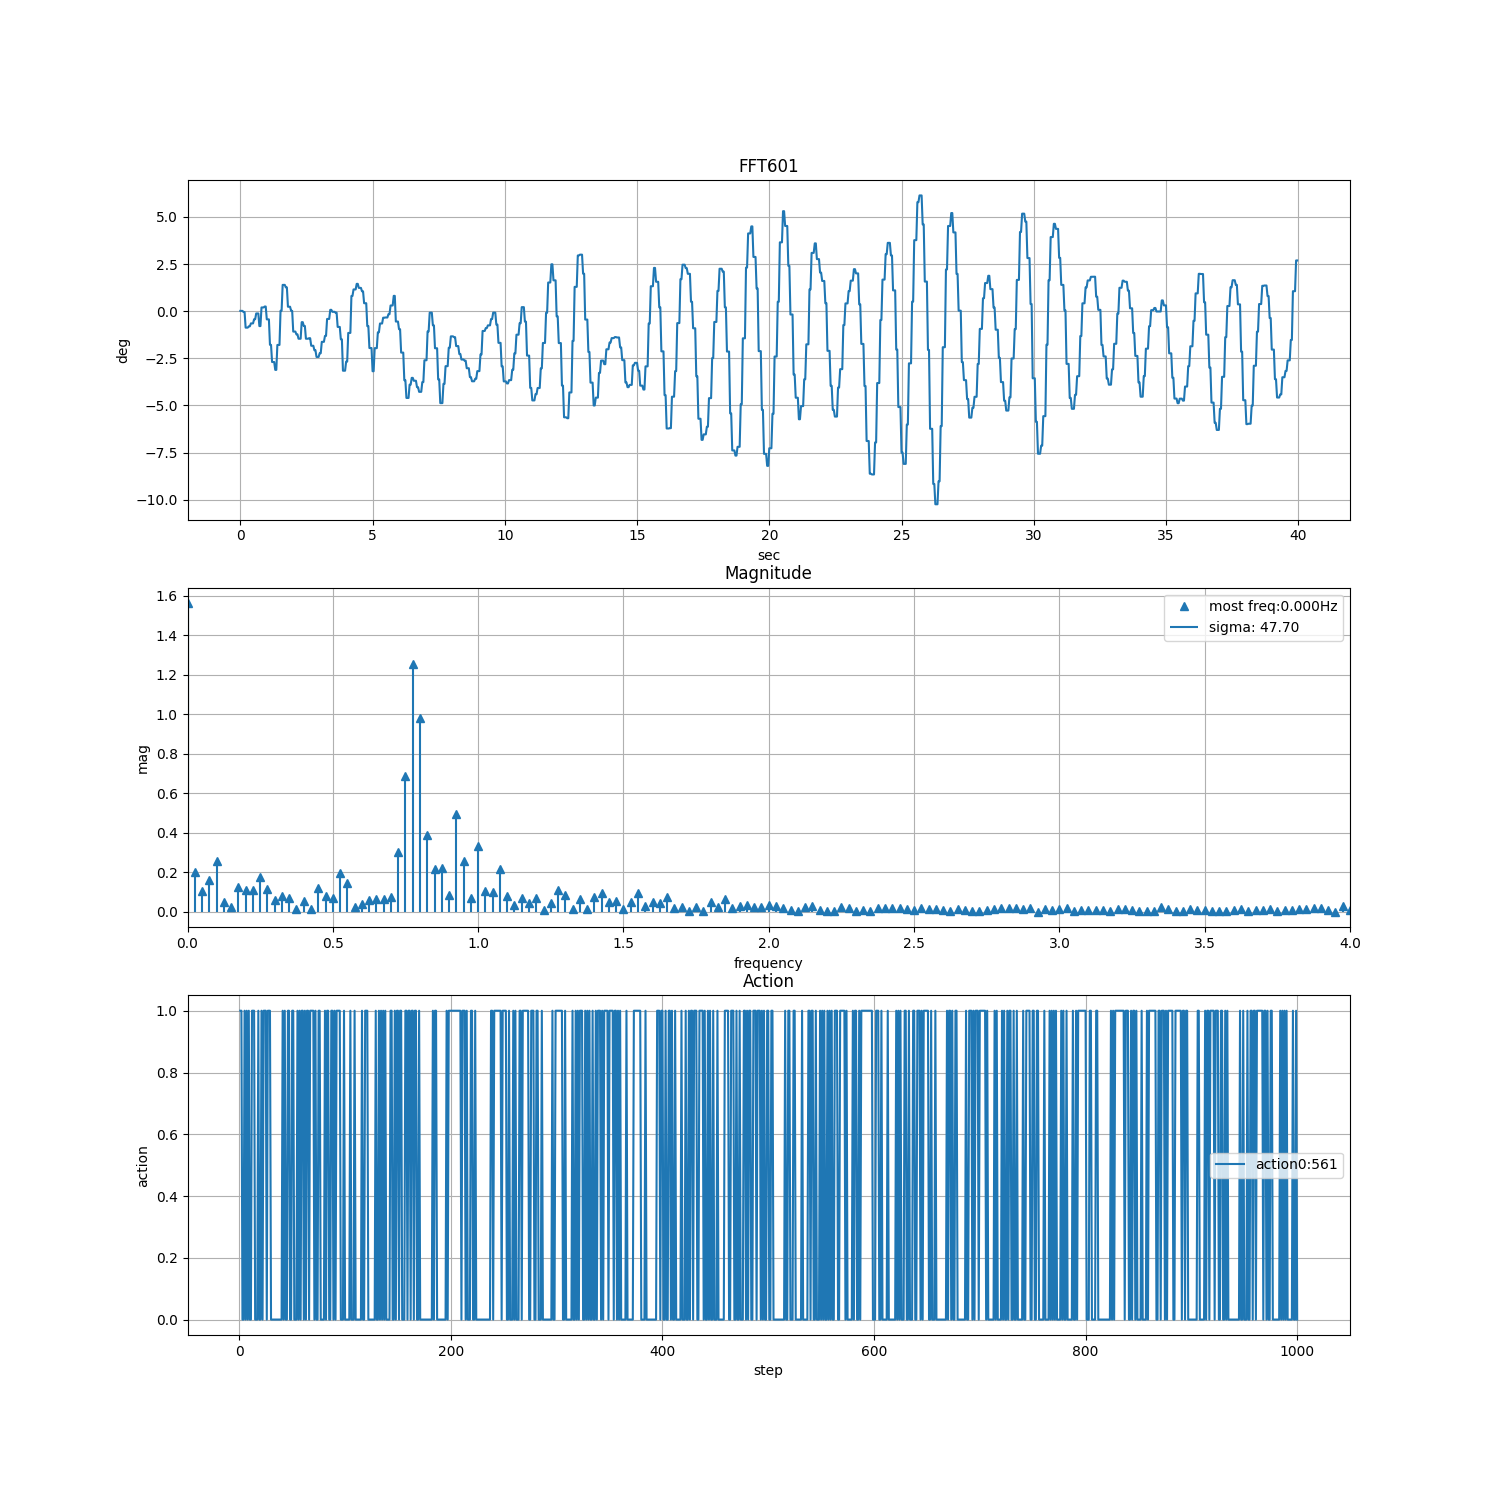 FFT601
5.0
2.5
0.0
−2.5
−5.0
−7.5
−10.0
deg
0 5 10 15 20 25 30 35 40
sec
Magnitude
1.6
1.4
1.2
1.0
0.8
0.6
0.4
0.2
0.0
mag
most freq:0.000Hz
sigma: 47.70
0.0 0.5 1.0 1.5 2.0 2.5 3.0 3.5 4.0
frequency
Action
1.0
0.8
0.6
0.4
0.2
0.0
action
action0:561
0 200 400 600 800 1000
step